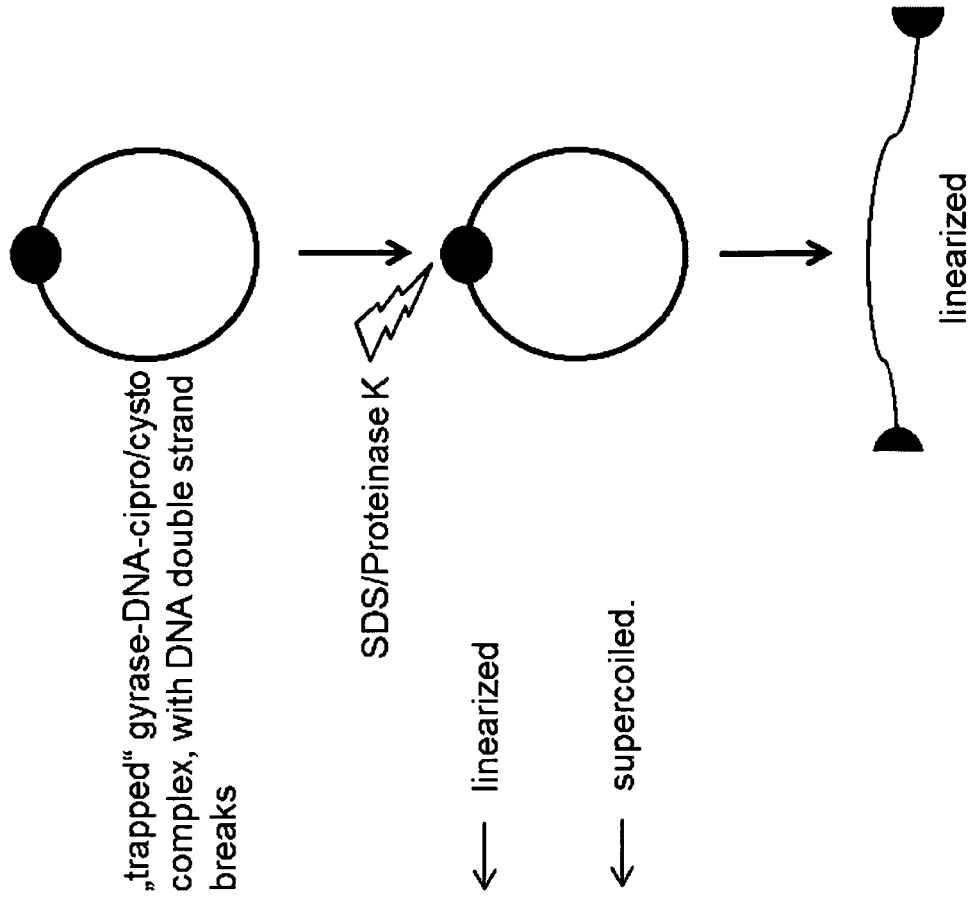 „trapped“ gyrase-DNA-cipro/cysto
complex, with DNA double strand
breaks
SDS/Proteinase K
linearized
supercoiled.
linearized